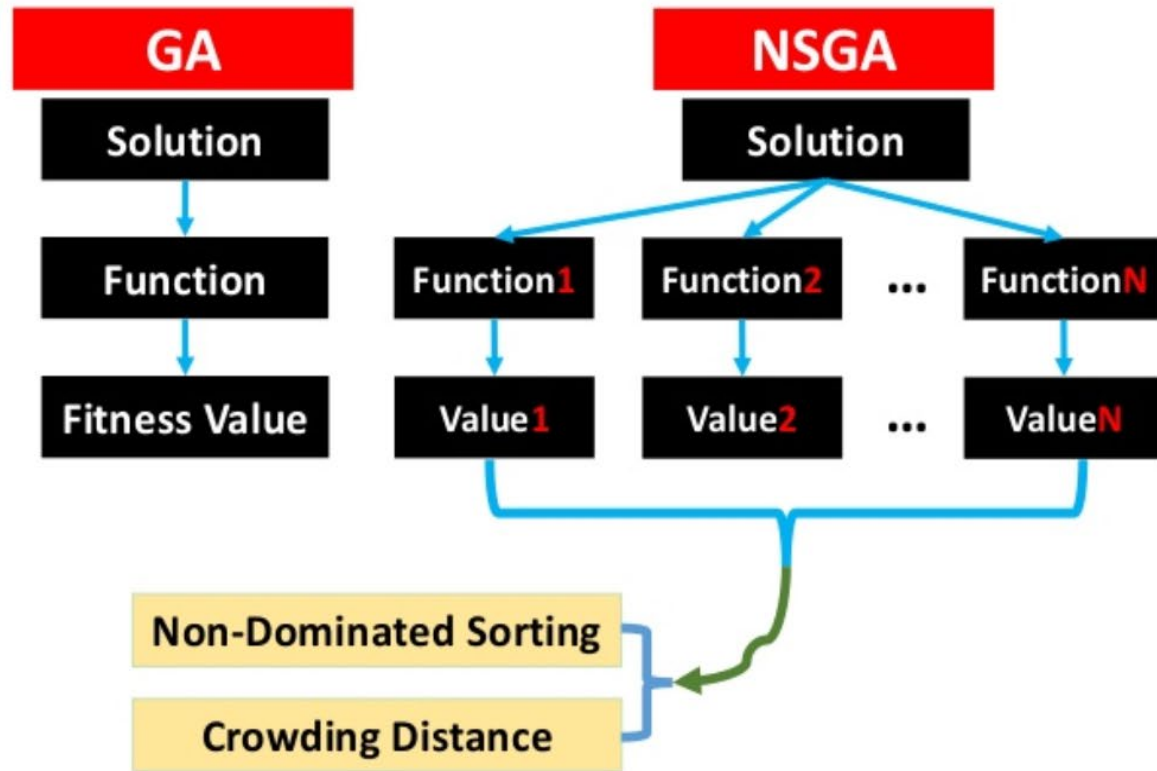 GA
NSGA
Solution
Solution
Function
Function1
Function2
...
FunctionN
Fitness Value
Value1
Value2
...
ValueN
Non-Dominated Sorting
Crowding Distance